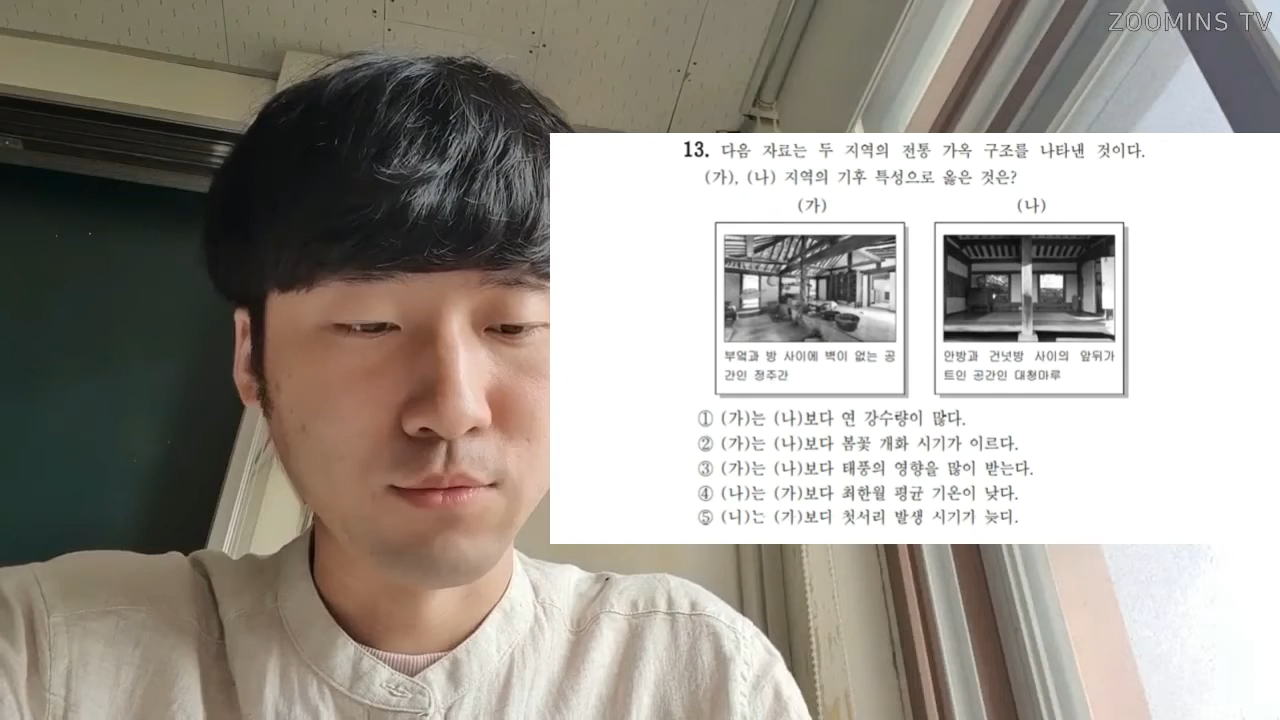 ZOOMINS TV
13. 다음 자료는 두 지역의 전통 가옥 구조를 나타낸 것이다.
(가), (나) 지역의 기후 특성으로 옳은 것은?
(가)
부엌과 방 사이에 벽이 없는 공
간인 정주간
(나)
안방과 건넛방 사이의 앞뒤가
트인 공간인 대청마루
① (가)는 (나)보다 연 강수량이 많다.
② (가)는 (나)보다 봄꽃 개화 시기가 이르다.
③ (가)는 (나)보다 태풍의 영향을 많이 받는다.
④ (나)는 (가)보다 최한월 평균 기온이 낮다.
⑤ (나)는 (가)보다 첫서리 발생 시기가 늦다.